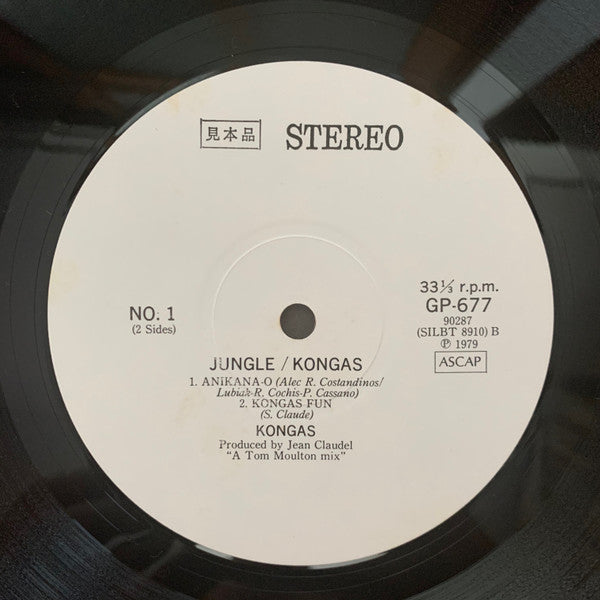 見本品 STEREO
33⅓ r.p.m.
NO. 1
GP-677
(2 Sides)
90287
(SILBT 8910) B
Ⓟ 1979
ASCAP
JUNGLE / KONGAS
1. ANIKANA-O (Alec R. Costandinos/
Lubiak-R. Cochis-P. Cassano)
2. KONGAS FUN
(S. Claude)
KONGAS
Produced by Jean Claudel
"A Tom Moulton mix"